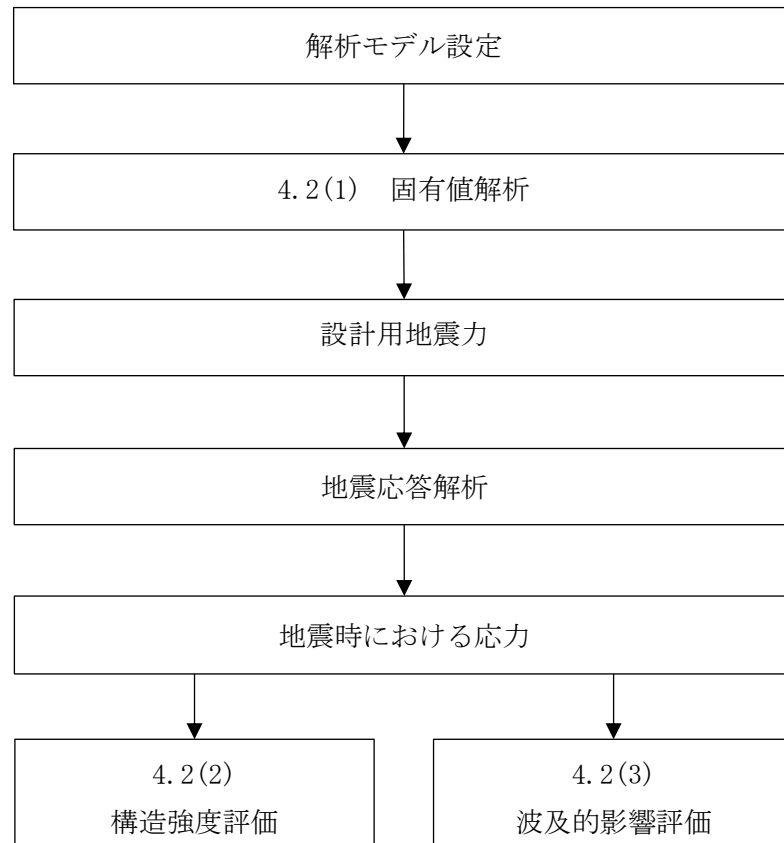 解析モデル設定
4.2(1)　固有値解析
設計用地震力
地震応答解析
地震時における応力
4.2(2)
構造強度評価
4.2(3)
波及的影響評価